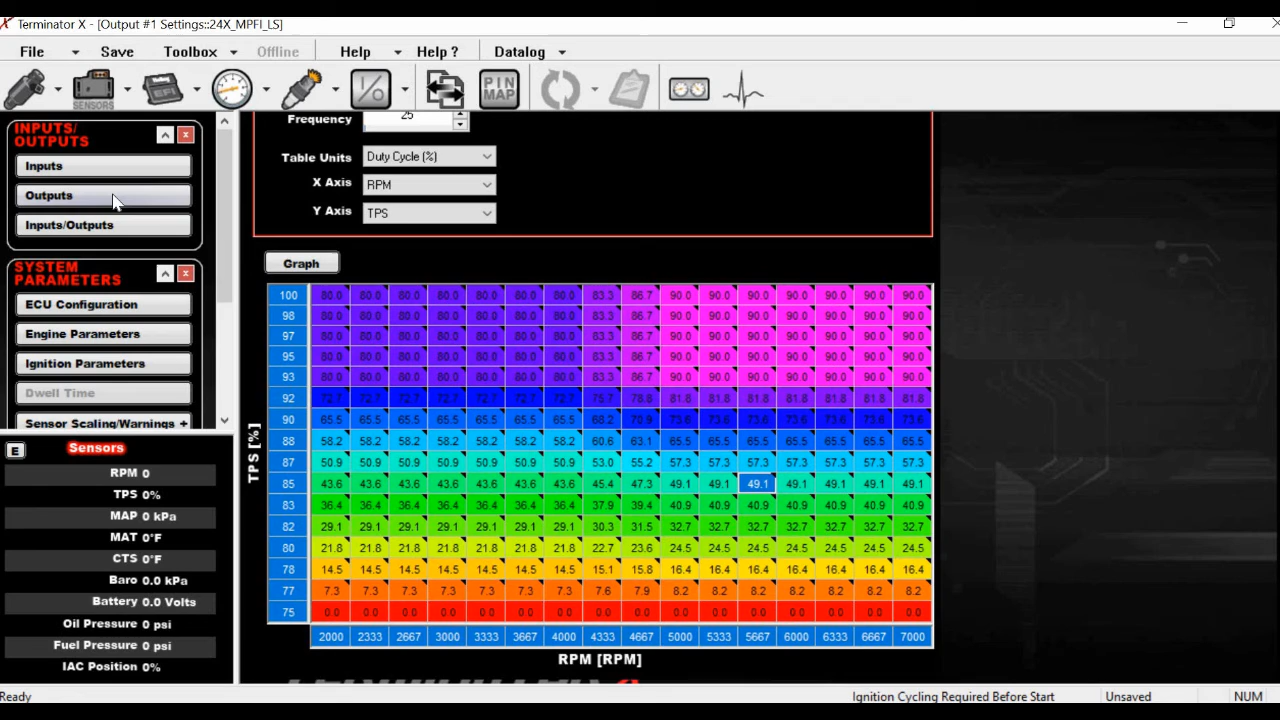 Terminator X - [Output #1 Settings::24X_MPFI_LS]
File Save Toolbox Offline Help Help ? Datalog
SENSORS EFI I/O PIN MAP
INPUTS/
OUTPUTS
Inputs
Outputs
Inputs/Outputs
SYSTEM
PARAMETERS
ECU Configuration
Engine Parameters
Ignition Parameters
Dwell Time
Sensor Scaling/Warnings +
E Sensors
RPM 0
TPS 0%
MAP 0 kPa
MAT 0°F
CTS 0°F
Baro 0.0 kPa
Battery 0.0 Volts
Oil Pressure 0 psi
Fuel Pressure 0 psi
IAC Position 0%
Frequency 25
Table Units Duty Cycle (%)
X Axis RPM
Y Axis TPS
Graph
TPS [%]
100 80.0 80.0 80.0 80.0 80.0 80.0 80.0 83.3 86.7 90.0 90.0 90.0 90.0 90.0 90.0 90.0
98 80.0 80.0 80.0 80.0 80.0 80.0 80.0 83.3 86.7 90.0 90.0 90.0 90.0 90.0 90.0 90.0
97 80.0 80.0 80.0 80.0 80.0 80.0 80.0 83.3 86.7 90.0 90.0 90.0 90.0 90.0 90.0 90.0
95 80.0 80.0 80.0 80.0 80.0 80.0 80.0 83.3 86.7 90.0 90.0 90.0 90.0 90.0 90.0 90.0
93 80.0 80.0 80.0 80.0 80.0 80.0 80.0 83.3 86.7 90.0 90.0 90.0 90.0 90.0 90.0 90.0
92 72.7 72.7 72.7 72.7 72.7 72.7 72.7 75.7 78.8 81.8 81.8 81.8 81.8 81.8 81.8 81.8
90 65.5 65.5 65.5 65.5 65.5 65.5 65.5 68.2 70.9 73.6 73.6 73.6 73.6 73.6 73.6 73.6
88 58.2 58.2 58.2 58.2 58.2 58.2 58.2 60.6 63.1 65.5 65.5 65.5 65.5 65.5 65.5 65.5
87 50.9 50.9 50.9 50.9 50.9 50.9 50.9 53.0 55.2 57.3 57.3 57.3 57.3 57.3 57.3 57.3
85 43.6 43.6 43.6 43.6 43.6 43.6 43.6 45.4 47.3 49.1 49.1 49.1 49.1 49.1 49.1 49.1
83 36.4 36.4 36.4 36.4 36.4 36.4 36.4 37.9 39.4 40.9 40.9 40.9 40.9 40.9 40.9 40.9
82 29.1 29.1 29.1 29.1 29.1 29.1 29.1 30.3 31.5 32.7 32.7 32.7 32.7 32.7 32.7 32.7
80 21.8 21.8 21.8 21.8 21.8 21.8 21.8 22.7 23.6 24.5 24.5 24.5 24.5 24.5 24.5 24.5
78 14.5 14.5 14.5 14.5 14.5 14.5 14.5 15.1 15.8 16.4 16.4 16.4 16.4 16.4 16.4 16.4
77 7.3 7.3 7.3 7.3 7.3 7.3 7.3 7.6 7.9 8.2 8.2 8.2 8.2 8.2 8.2 8.2
75 0.0 0.0 0.0 0.0 0.0 0.0 0.0 0.0 0.0 0.0 0.0 0.0 0.0 0.0 0.0 0.0
2000 2333 2667 3000 3333 3667 4000 4333 4667 5000 5333 5667 6000 6333 6667 7000
RPM [RPM]
Ready Ignition Cycling Required Before Start Unsaved NUM